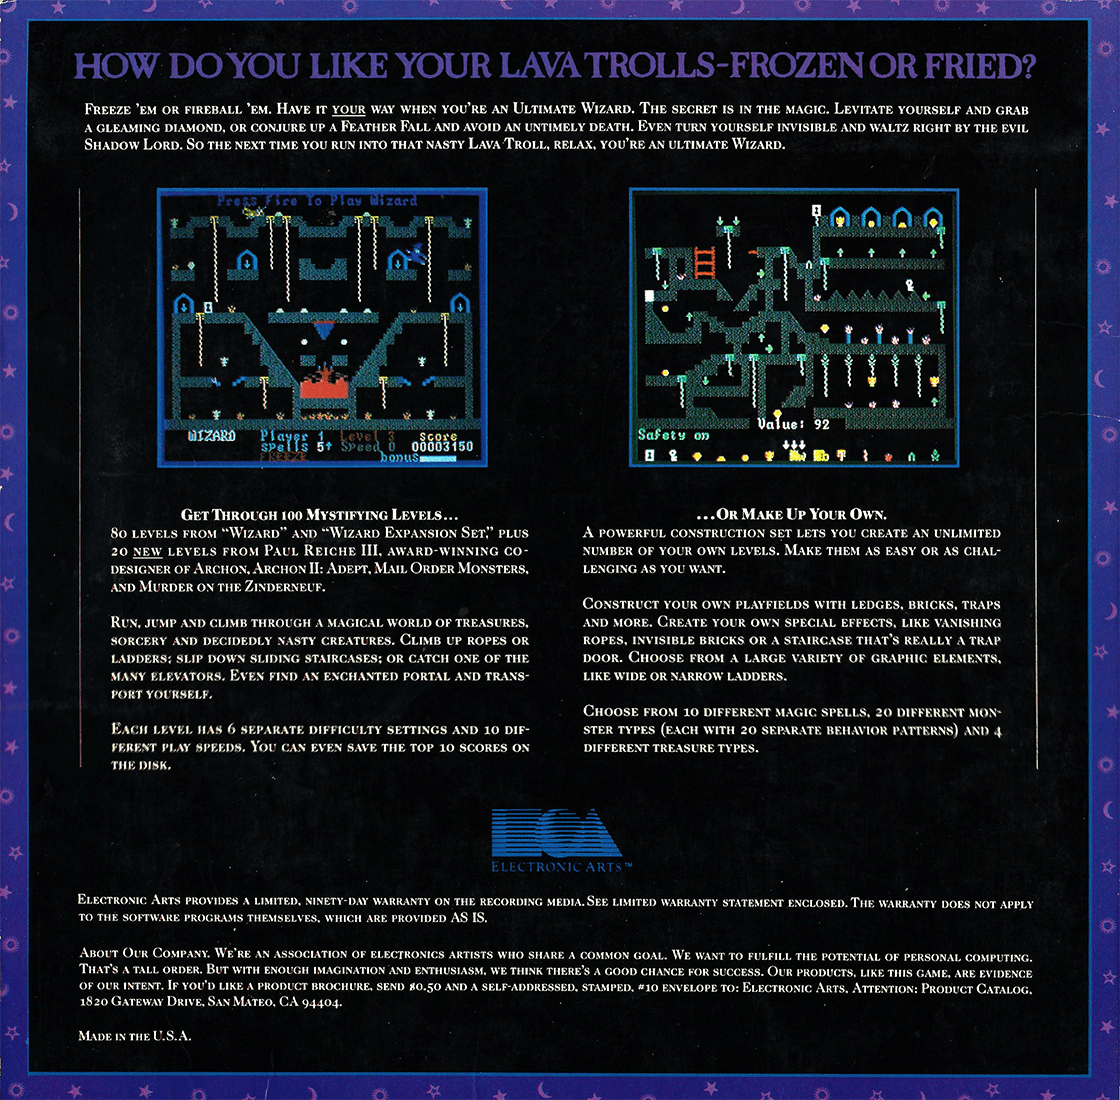 HOW DO YOU LIKE YOUR LAVA TROLLS-FROZEN OR FRIED?
FREEZE 'EM OR FIREBALL 'EM. HAVE IT YOUR WAY WHEN YOU'RE AN ULTIMATE WIZARD. THE SECRET IS IN THE MAGIC. LEVITATE YOURSELF AND GRAB
A GLEAMING DIAMOND, OR CONJURE UP A FEATHER FALL AND AVOID AN UNTIMELY DEATH. EVEN TURN YOURSELF INVISIBLE AND WALTZ RIGHT BY THE EVIL
SHADOW LORD. SO THE NEXT TIME YOU RUN INTO THAT NASTY LAVA TROLL, RELAX, YOU'RE AN ULTIMATE WIZARD.
Press Fire To Play Wizard
WIZARD Player 1 Level 3 Score
Spells 5↑ Speed 0 00003150
FREEZE bonus
Value: 92
Safety on
GET THROUGH 100 MYSTIFYING LEVELS...
80 LEVELS FROM "WIZARD" AND "WIZARD EXPANSION SET," PLUS
20 NEW LEVELS FROM PAUL REICHE III, AWARD-WINNING CO-
DESIGNER OF ARCHON, ARCHON II: ADEPT, MAIL ORDER MONSTERS,
AND MURDER ON THE ZINDERNEUF.
RUN, JUMP AND CLIMB THROUGH A MAGICAL WORLD OF TREASURES,
SORCERY AND DECIDEDLY NASTY CREATURES. CLIMB UP ROPES OR
LADDERS; SLIP DOWN SLIDING STAIRCASES; OR CATCH ONE OF THE
MANY ELEVATORS. EVEN FIND AN ENCHANTED PORTAL AND TRANS-
PORT YOURSELF.
EACH LEVEL HAS 6 SEPARATE DIFFICULTY SETTINGS AND 10 DIF-
FERENT PLAY SPEEDS. YOU CAN EVEN SAVE THE TOP 10 SCORES ON
THE DISK.
...OR MAKE UP YOUR OWN.
A POWERFUL CONSTRUCTION SET LETS YOU CREATE AN UNLIMITED
NUMBER OF YOUR OWN LEVELS. MAKE THEM AS EASY OR AS CHAL-
LENGING AS YOU WANT.
CONSTRUCT YOUR OWN PLAYFIELDS WITH LEDGES, BRICKS, TRAPS
AND MORE. CREATE YOUR OWN SPECIAL EFFECTS, LIKE VANISHING
ROPES, INVISIBLE BRICKS OR A STAIRCASE THAT'S REALLY A TRAP
DOOR. CHOOSE FROM A LARGE VARIETY OF GRAPHIC ELEMENTS,
LIKE WIDE OR NARROW LADDERS.
CHOOSE FROM 10 DIFFERENT MAGIC SPELLS, 20 DIFFERENT MON-
STER TYPES (EACH WITH 20 SEPARATE BEHAVIOR PATTERNS) AND 4
DIFFERENT TREASURE TYPES.
ELECTRONIC ARTS™
ELECTRONIC ARTS PROVIDES A LIMITED, NINETY-DAY WARRANTY ON THE RECORDING MEDIA. SEE LIMITED WARRANTY STATEMENT ENCLOSED. THE WARRANTY DOES NOT APPLY
TO THE SOFTWARE PROGRAMS THEMSELVES, WHICH ARE PROVIDED AS IS.
ABOUT OUR COMPANY. WE'RE AN ASSOCIATION OF ELECTRONICS ARTISTS WHO SHARE A COMMON GOAL. WE WANT TO FULFILL THE POTENTIAL OF PERSONAL COMPUTING.
THAT'S A TALL ORDER. BUT WITH ENOUGH IMAGINATION AND ENTHUSIASM, WE THINK THERE'S A GOOD CHANCE FOR SUCCESS. OUR PRODUCTS, LIKE THIS GAME, ARE EVIDENCE
OF OUR INTENT. IF YOU'D LIKE A PRODUCT BROCHURE, SEND $0.50 AND A SELF-ADDRESSED, STAMPED, #10 ENVELOPE TO: ELECTRONIC ARTS, ATTENTION: PRODUCT CATALOG,
1820 GATEWAY DRIVE, SAN MATEO, CA 94404.
MADE IN THE U.S.A.